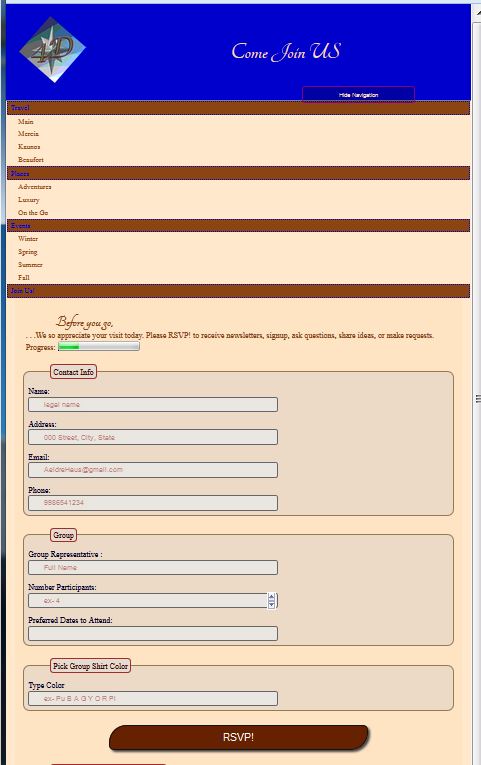 Come Join US
Hide Navigation
Travel
Main
Mercia
Kaunos
Beaufort
Places
Adventures
Luxury
On the Go
Events
Winter
Spring
Summer
Fall
Join Us!
Before you go,
. . .We so appreciate your visit today. Please RSVP! to receive newsletters, signup, ask questions, share ideas, or make requests.
Progress:
Contact Info
Name:
legal name
Address:
000 Street, City, State
Email:
AeldreHaus@gmail.com
Phone:
9986541234
Group
Group Representative :
Full Name
Number Participants:
ex- 4
Preferred Dates to Attend:
Pick Group Shirt Color
Type Color
ex- Pu B A G Y O R Pi
RSVP!